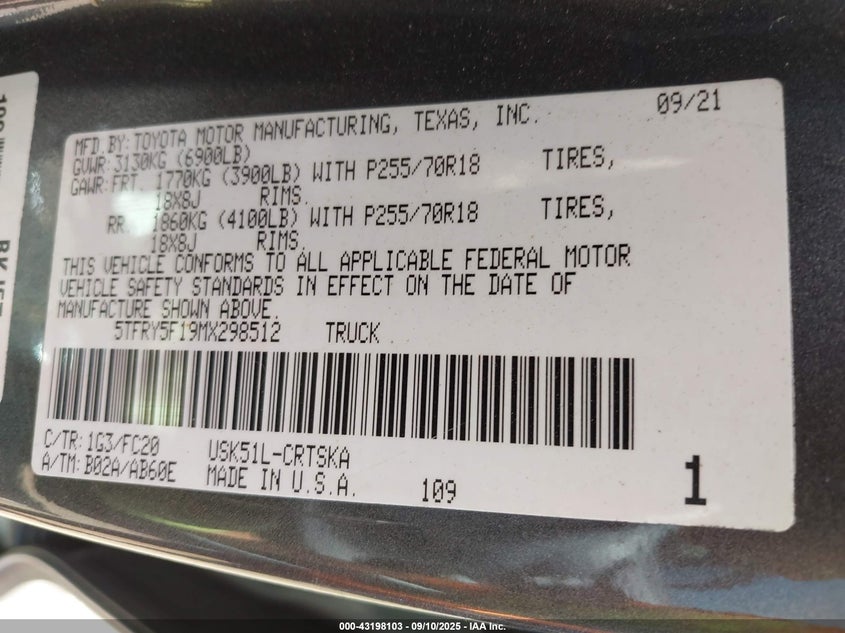 MFD.BY: TOYOTA MOTOR MANUFACTURING, TEXAS, INC. 09/21
GVWR: 3130KG (6900LB)
GAWR: FRT. 1770KG (3900LB) WITH P255/70R18 TIRES,
18X8J RIMS.
RR. 1860KG (4100LB) WITH P255/70R18 TIRES,
18X8J RIMS.
THIS VEHICLE CONFORMS TO ALL APPLICABLE FEDERAL MOTOR
VEHICLE SAFETY STANDARDS IN EFFECT ON THE DATE OF
MANUFACTURE SHOWN ABOVE.
5TFRY5F19MX298512 TRUCK
C/TR: 1G3/FC20 USK51L-CRTSKA
A/TM: B02A/AB60E MADE IN U.S.A. 109 1
000-43198103 — 09/10/2025 — IAA Inc.